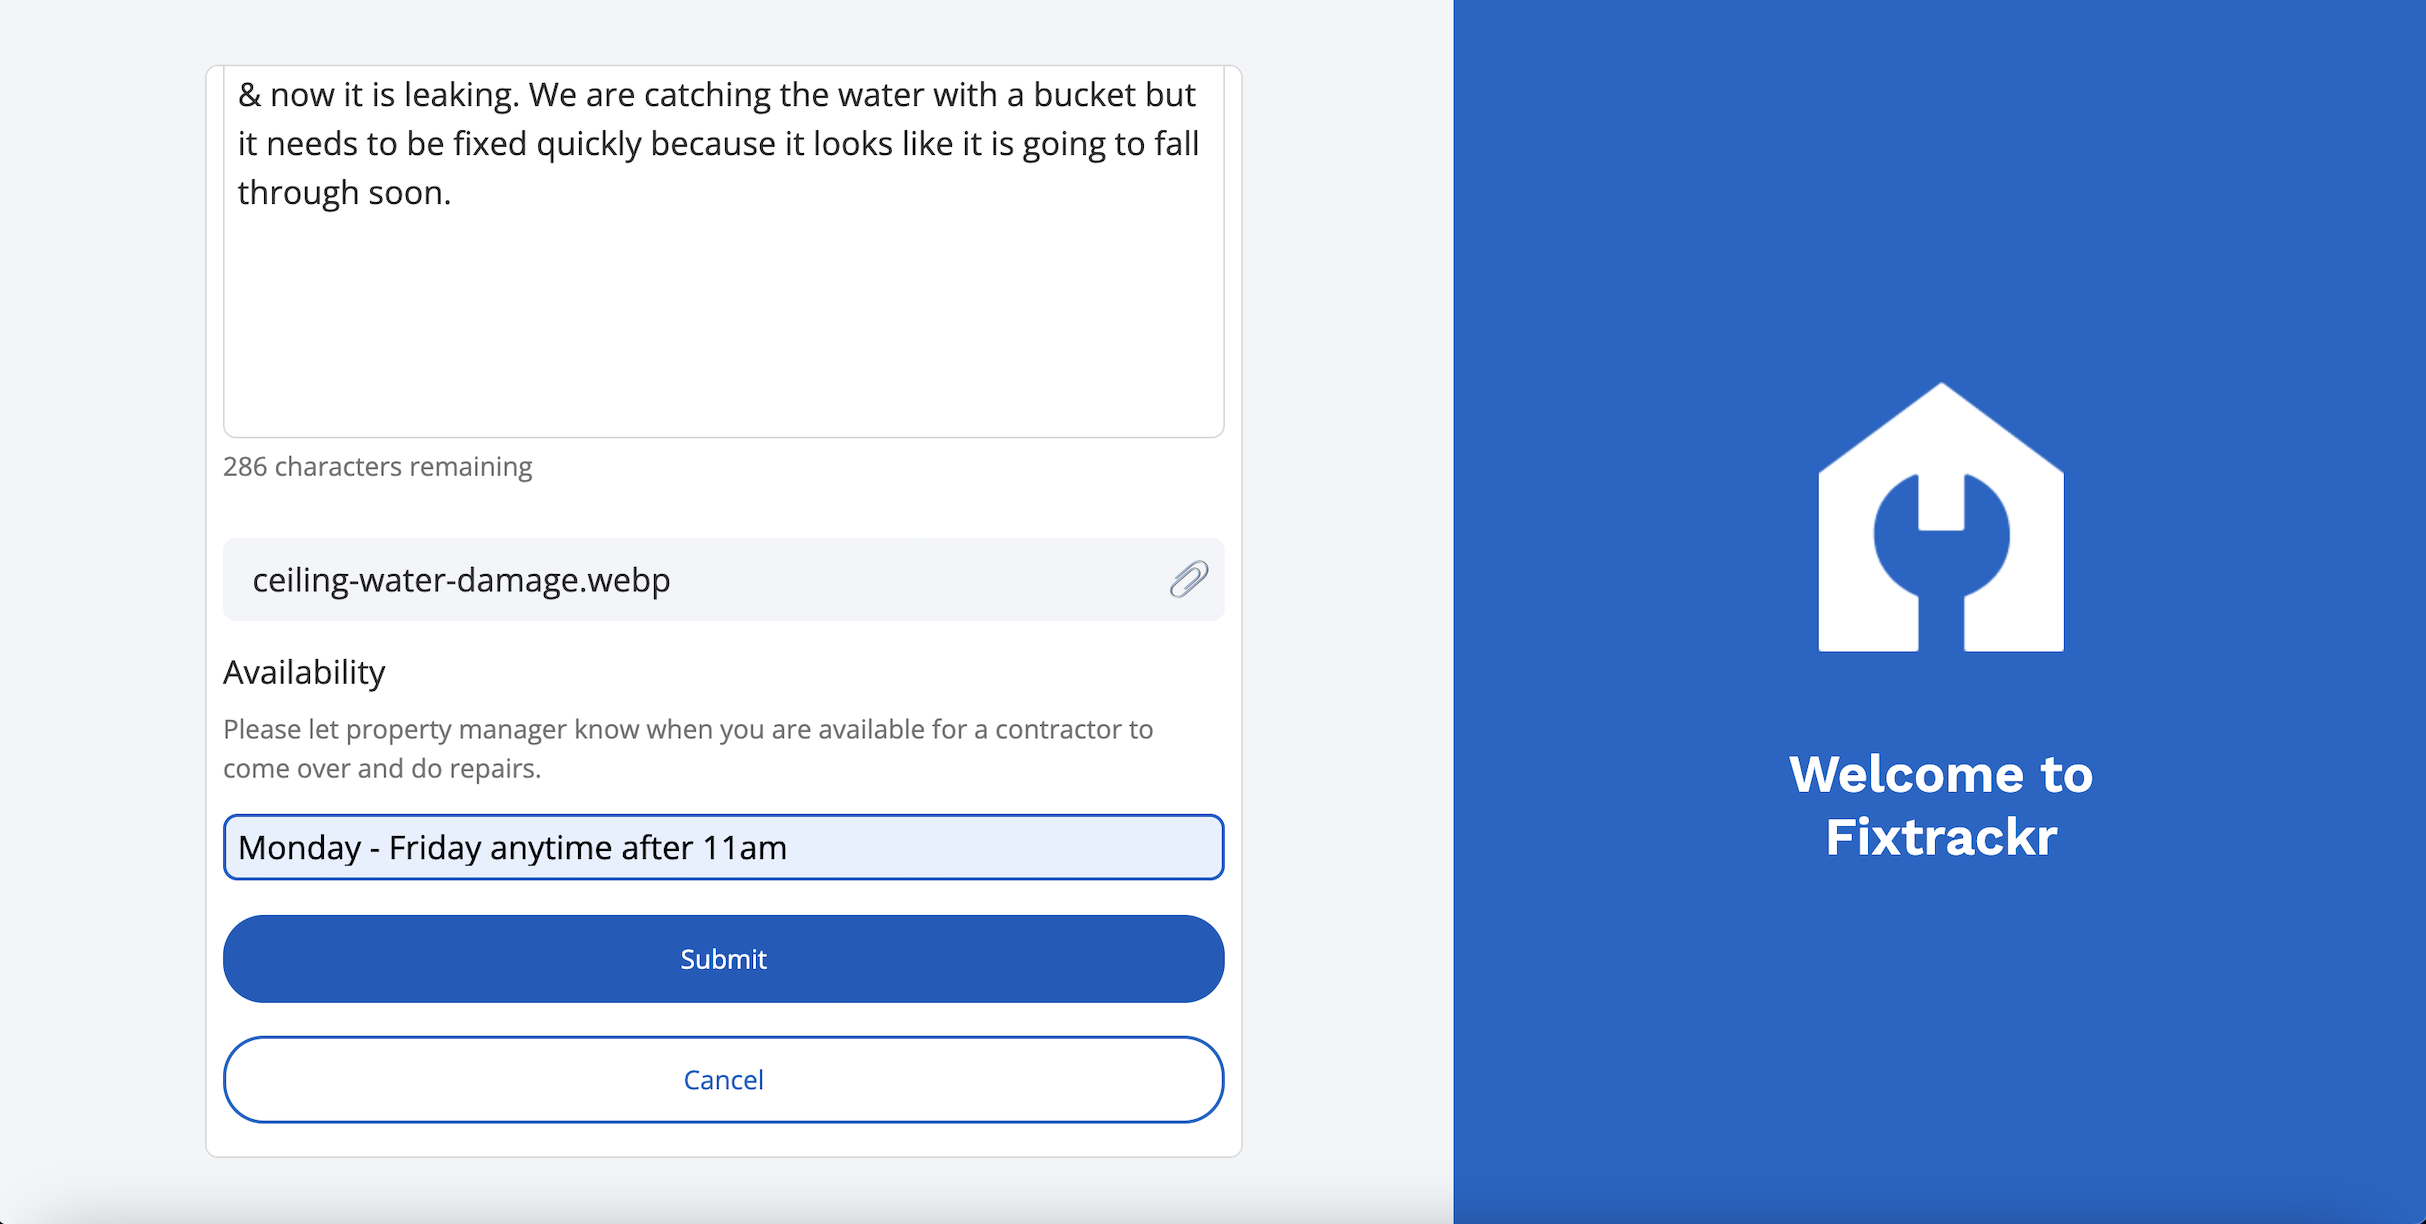 & now it is leaking. We are catching the water with a bucket but
it needs to be fixed quickly because it looks like it is going to fall
through soon.
286 characters remaining
ceiling-water-damage.webp
Availability
Please let property manager know when you are available for a contractor to
come over and do repairs.
Monday - Friday anytime after 11am
Submit
Cancel
Welcome to
Fixtrackr